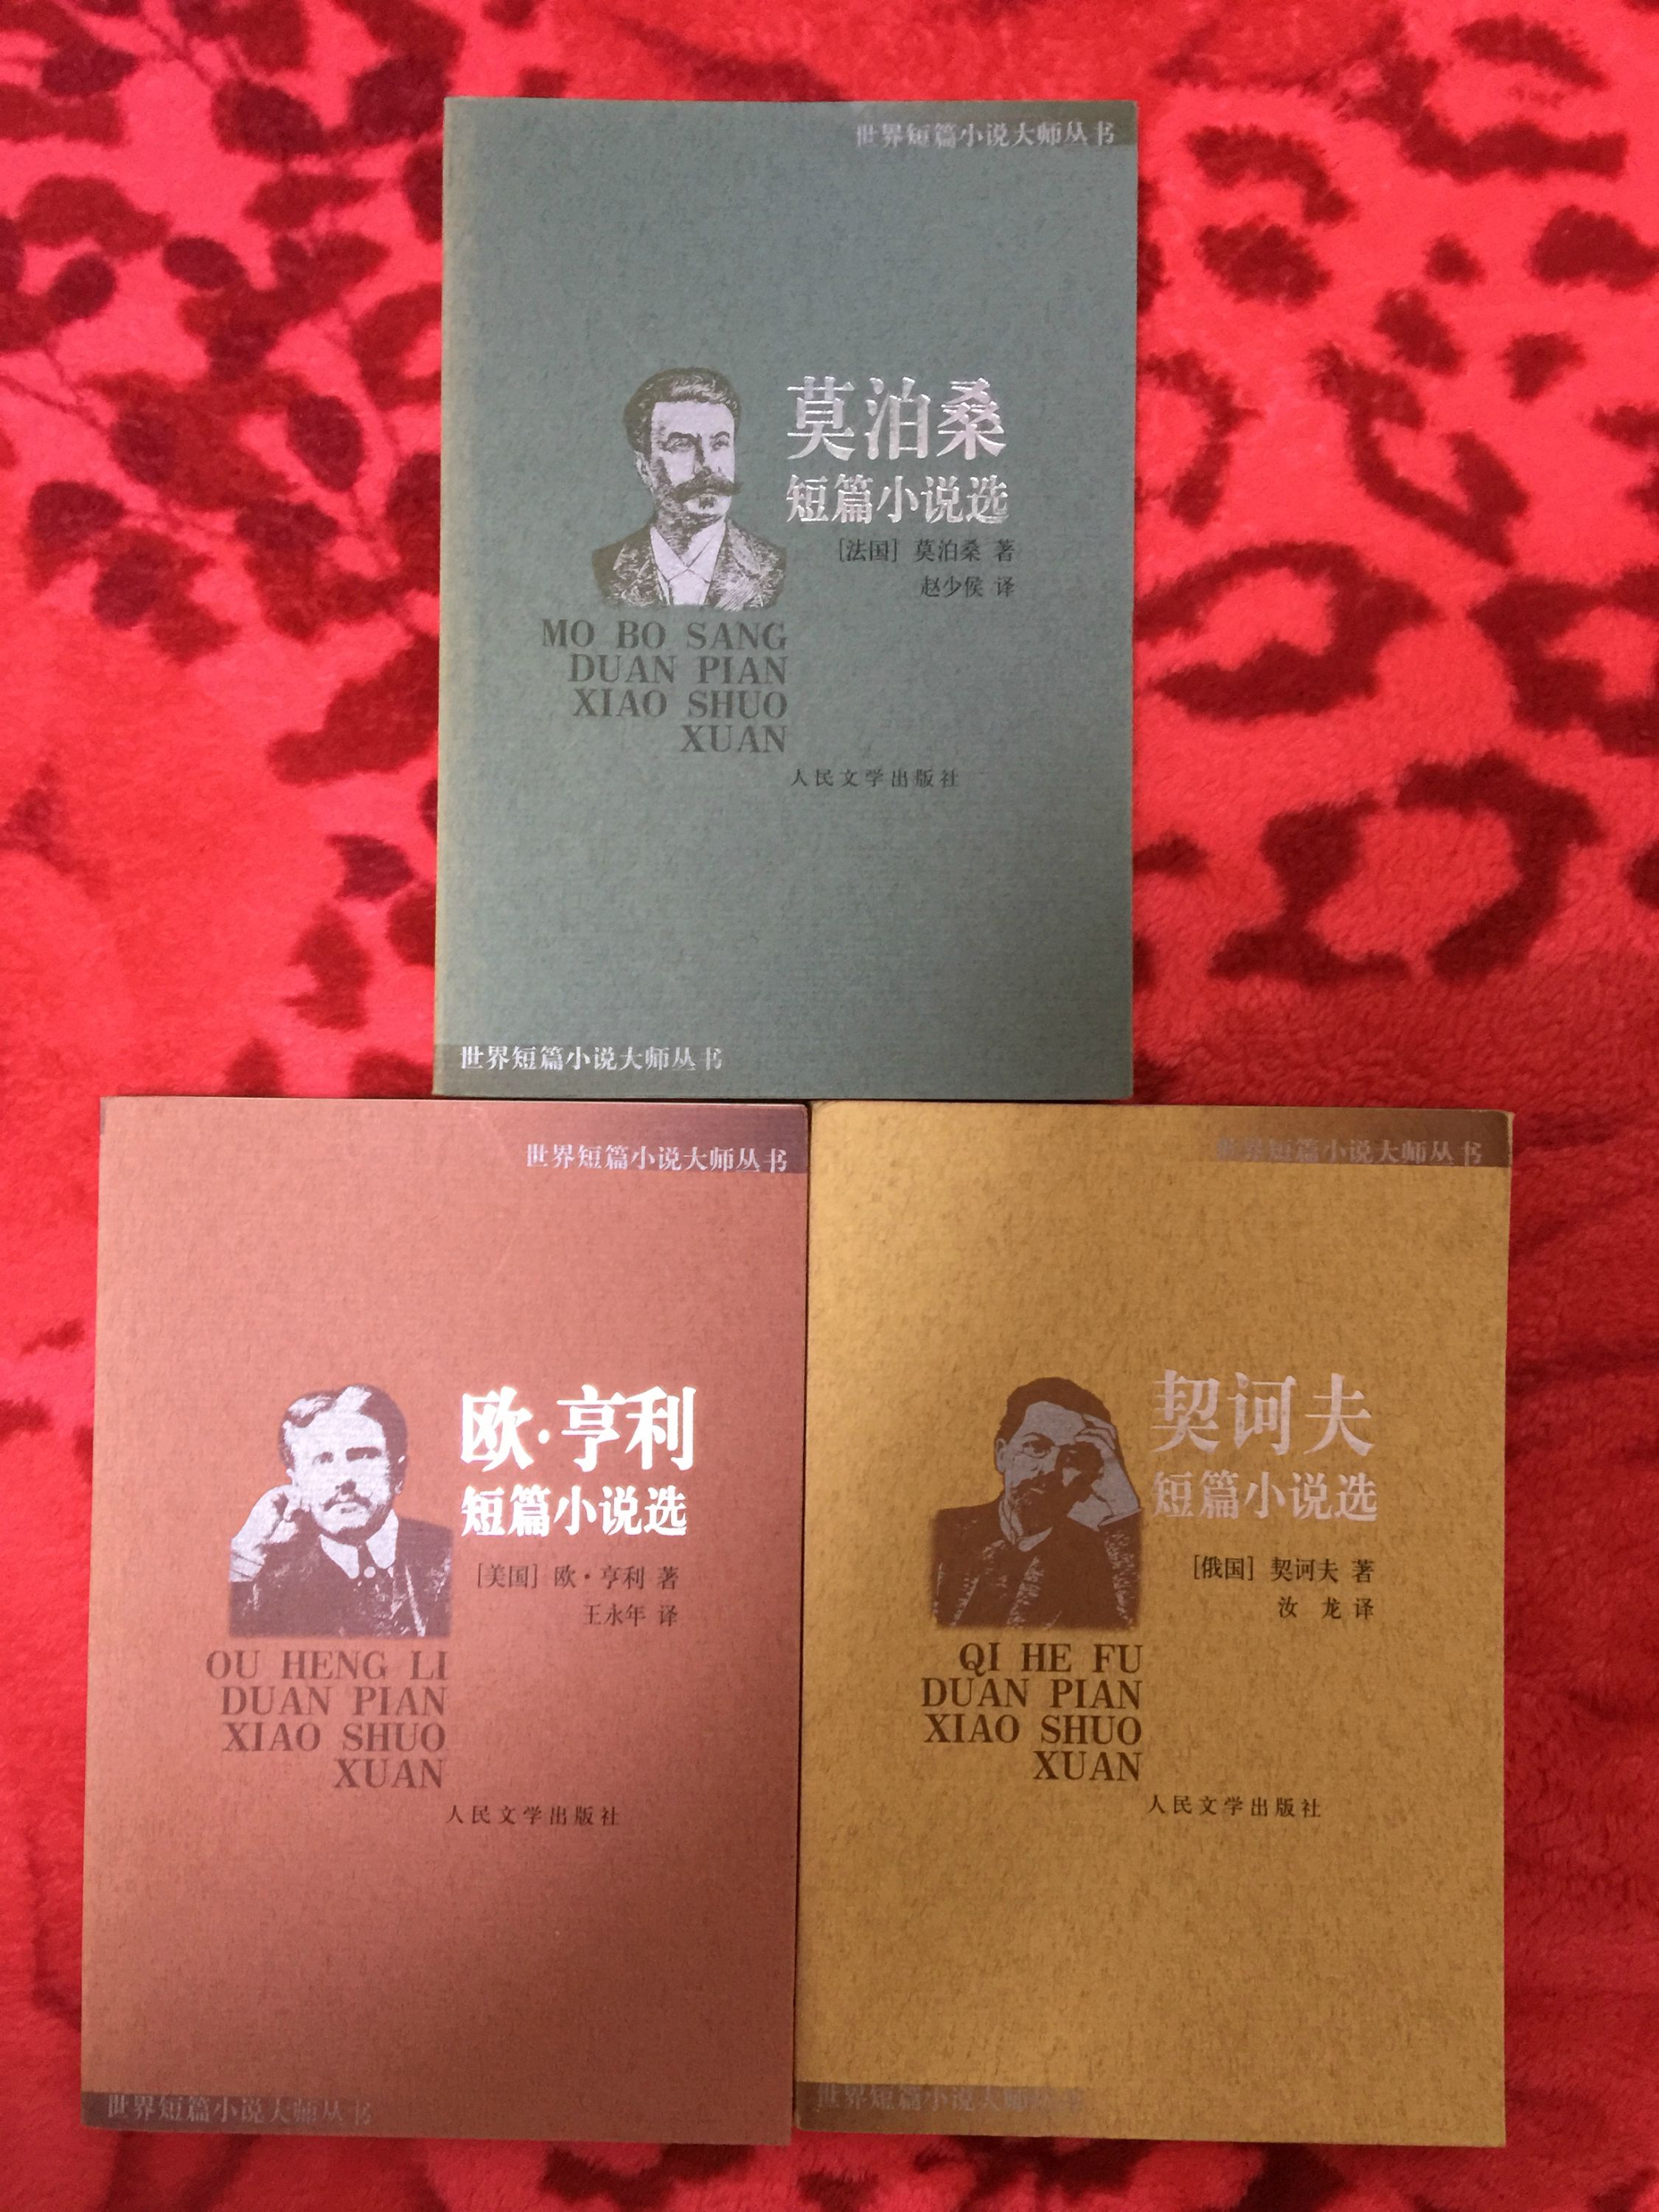 世界短篇小说大师丛书
莫泊桑
短篇小说选
[法国] 莫泊桑 著
赵少侯 译
MO BO SANG
DUAN PIAN
XIAO SHUO
XUAN
人民文学出版社
世界短篇小说大师丛书
世界短篇小说大师丛书
欧·亨利
短篇小说选
[美国] 欧·亨利 著
王永年 译
OU HENG LI
DUAN PIAN
XIAO SHUO
XUAN
人民文学出版社
世界短篇小说大师丛书
世界短篇小说大师丛书
契诃夫
短篇小说选
[俄国] 契诃夫 著
汝 龙 译
QI HE FU
DUAN PIAN
XIAO SHUO
XUAN
人民文学出版社
世界短篇小说大师丛书